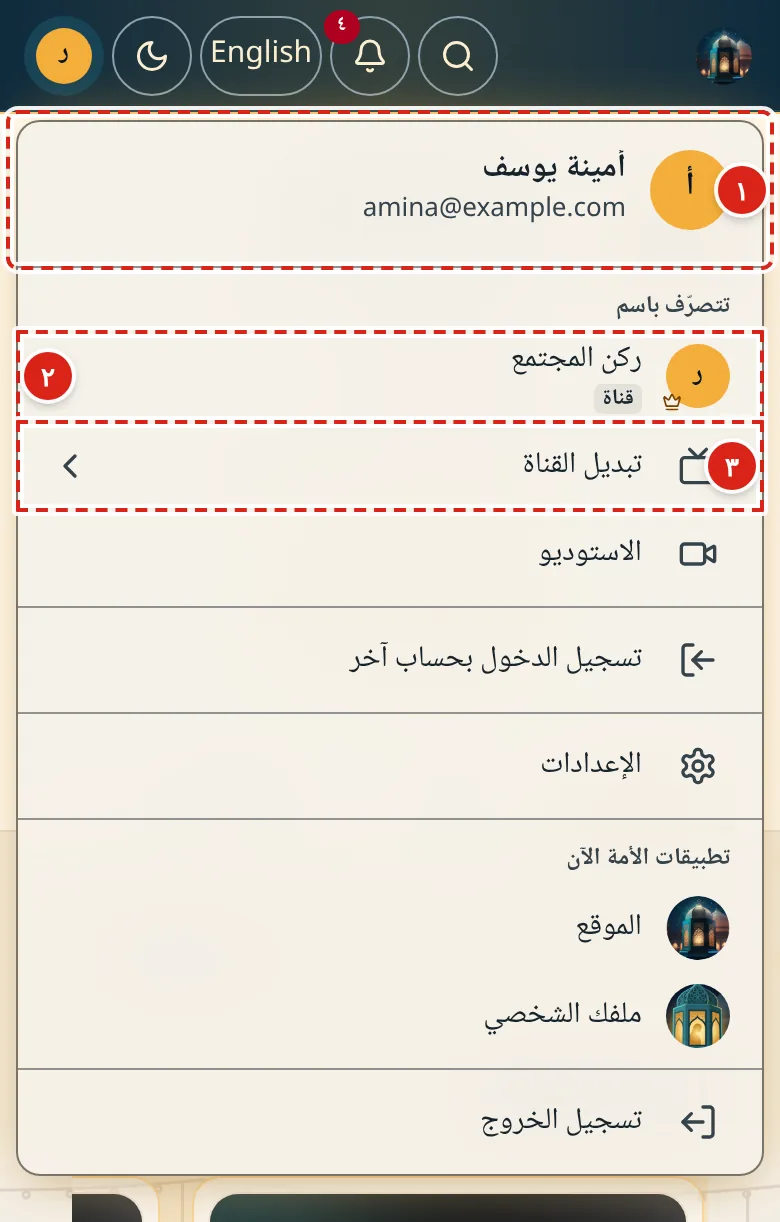 ر
English
٤
أمينة يوسف
أ
١
amina@example.com
تتصرّف باسم
ركن المجتمع
ر
٢
قناة
تبديل القناة
٣
الاستوديو
تسجيل الدخول بحساب آخر
الإعدادات
تطبيقات الأمة الآن
الموقع
ملفك الشخصي
تسجيل الخروج